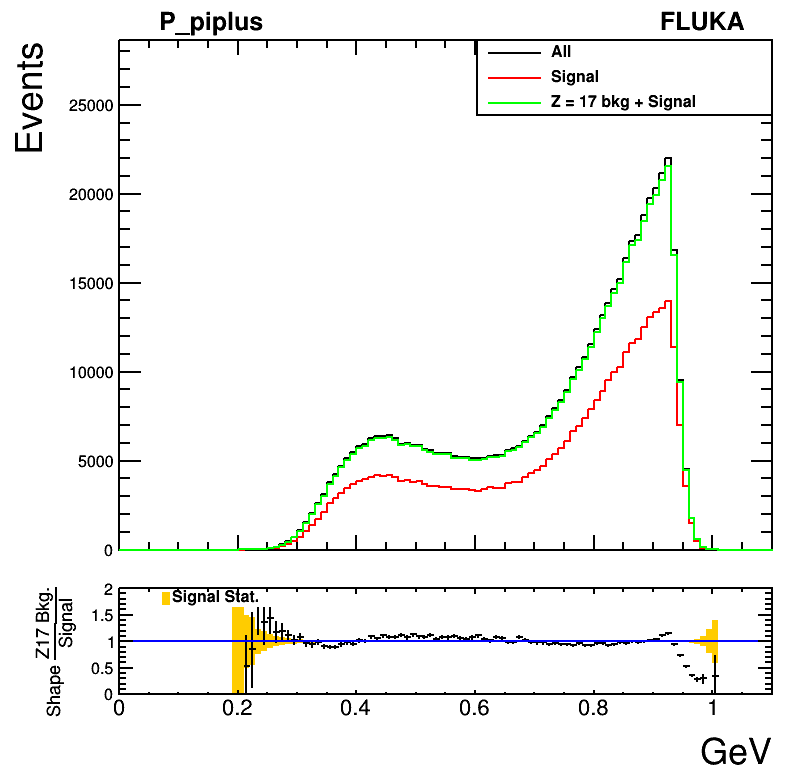 P_piplus FLUKA
Events
All
Signal
Z = 17 bkg + Signal
25000
20000
15000
10000
5000
0
Shape Z17 Bkg.
Signal
Signal Stat.
2
1.5
1
0.5
0
0 0.2 0.4 0.6 0.8 1
GeV